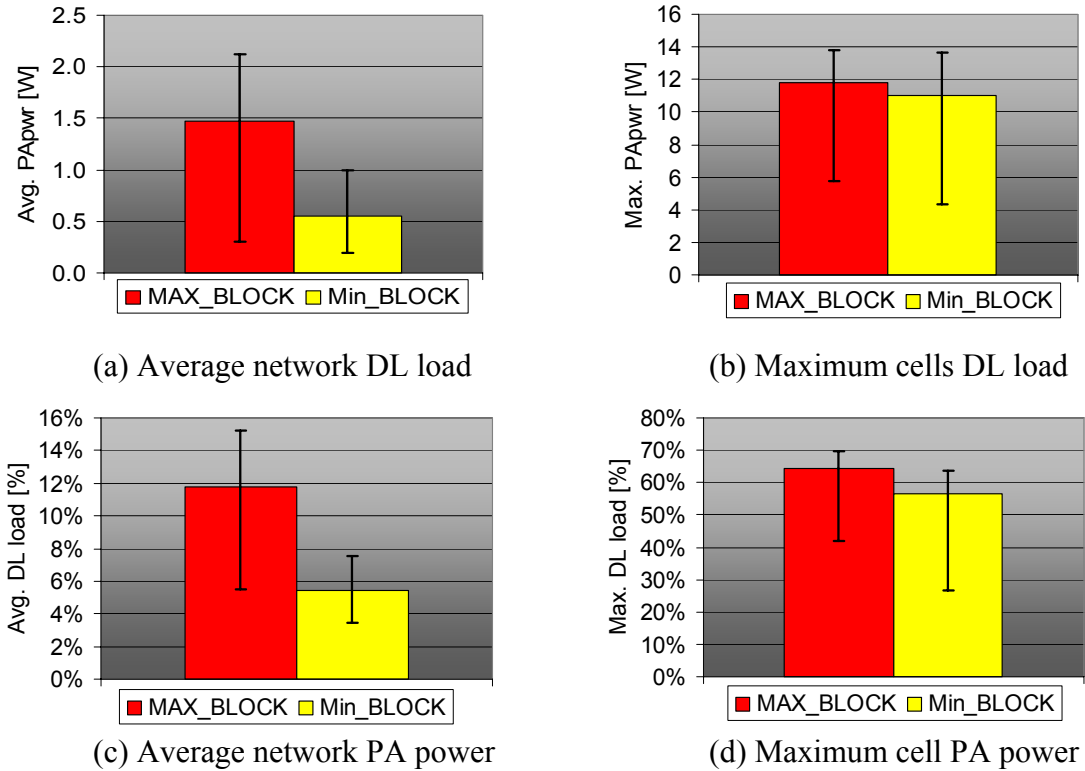 Avg. PApwr [W]
2.5
2.0
1.5
1.0
0.5
0.0
MAX_BLOCK Min_BLOCK
(a) Average network DL load
Max. PApwr [W]
16
14
12
10
8
6
4
2
0
MAX_BLOCK Min_BLOCK
(b) Maximum cells DL load
Avg. DL load [%]
16%
14%
12%
10%
8%
6%
4%
2%
0%
MAX_BLOCK Min_BLOCK
(c) Average network PA power
Max. DL load [%]
80%
70%
60%
50%
40%
30%
20%
10%
0%
MAX_BLOCK Min_BLOCK
(d) Maximum cell PA power